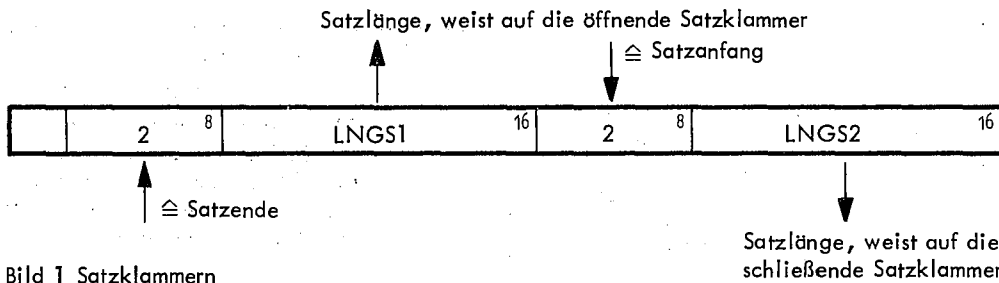 Satzlänge, weist auf die öffnende Satzklammer
≙ Satzanfang
2 8 LNGS1 16 2 8 LNGS2 16
≙ Satzende
Satzlänge, weist auf die
schließende Satzklammer
Bild 1 Satzklammern